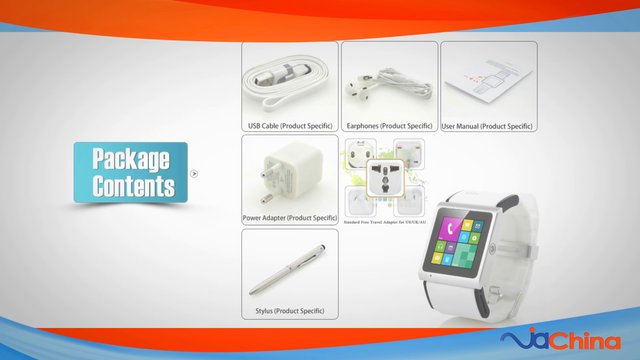 Package
Contents
USB Cable (Product Specific)
Earphones (Product Specific)
User Manual (Product Specific)
Power Adapter (Product Specific)
Standard Free Travel Adapter for US/UK/AU
Stylus (Product Specific)
ViaChina